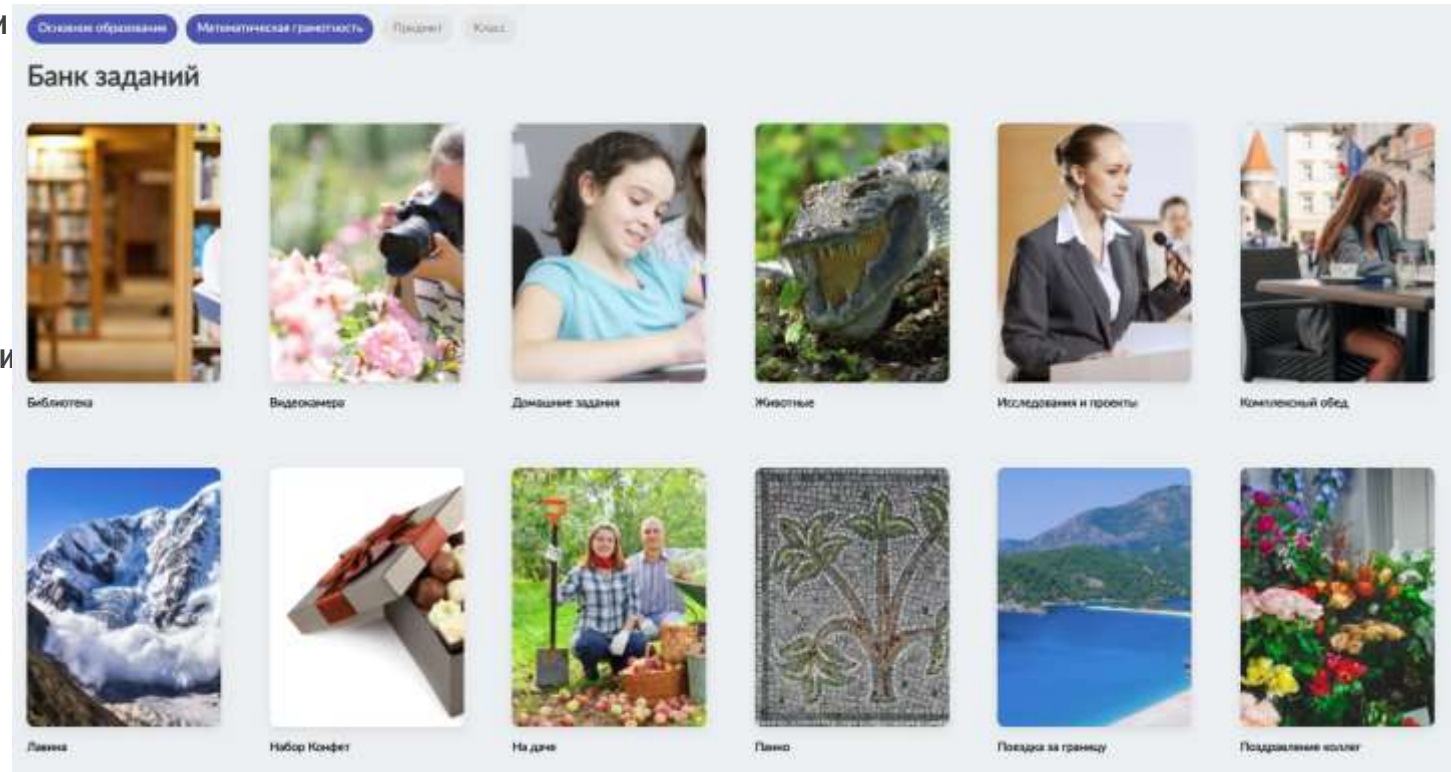 и
Основное образование Математическая грамотность Предмет Класс
Банк заданий
Библиотека Видеокамера Домашние задания Животные Исследования и проекты Комплексный обед
и
Лавина Набор Конфет На даче Панно Поездка за границу Поздравление коллег